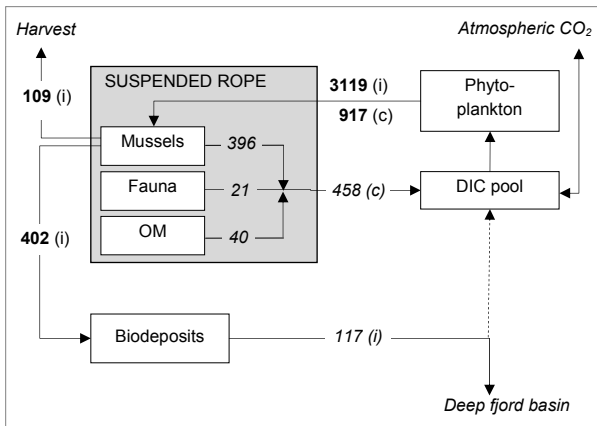 Harvest
Atmospheric CO₂
109 (i)
SUSPENDED ROPE
3119 (i)
917 (c)
Phyto-
plankton
Mussels
396
Fauna
21
458 (c)
DIC pool
OM
40
402 (i)
Biodeposits
117 (i)
Deep fjord basin